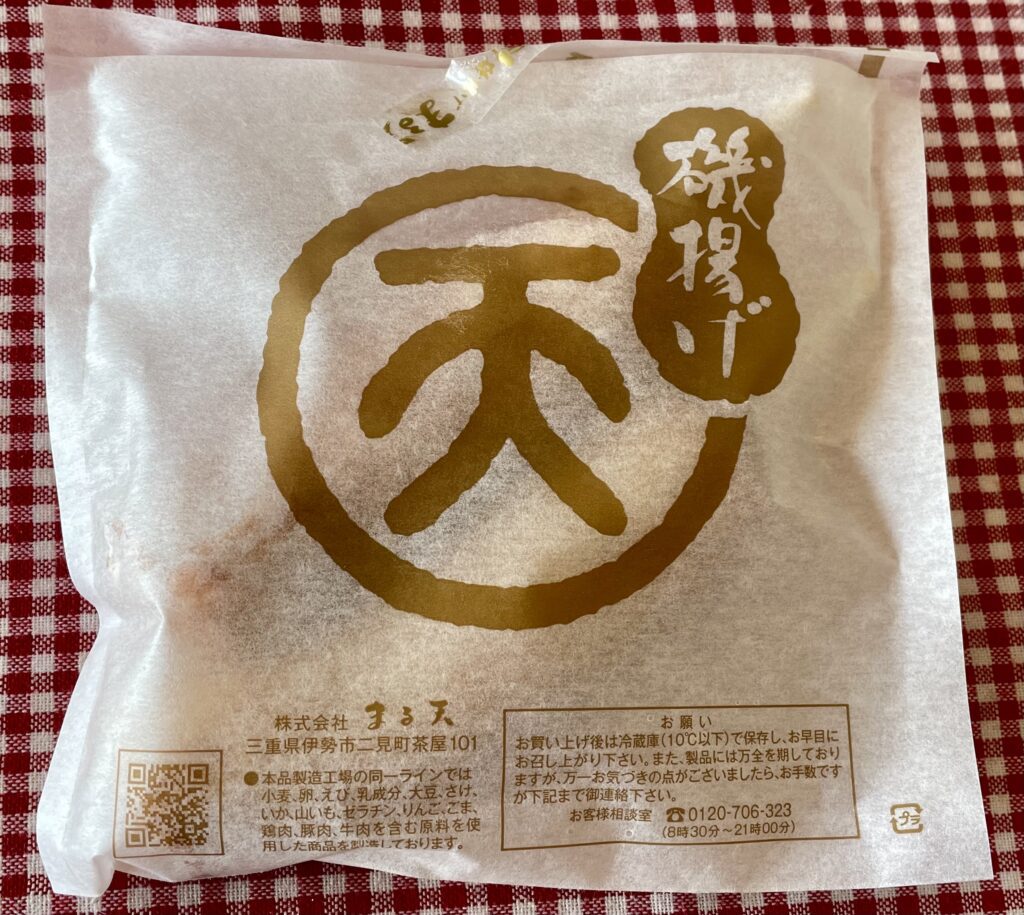 天
磯揚げ
株式会社 まる天
三重県伊勢市二見町茶屋101
●本品製造工場の同一ラインでは
小麦、卵、えび、乳成分、大豆、さけ、
いか、山いも、ゼラチン、りんご、ごま、
鶏肉、豚肉、牛肉を含む原料を使
用した商品を製造しております。
お願い
お買い上げ後は冷蔵庫(10℃以下)で保存し、お早目に
お召し上がり下さい。また、製品には万全を期しており
ますが、万一お気づきの点がございましたら、お手数です
が下記まで御連絡下さい。
お客様相談室 ☎0120-706-323
(8時30分〜21時00分)
プラ